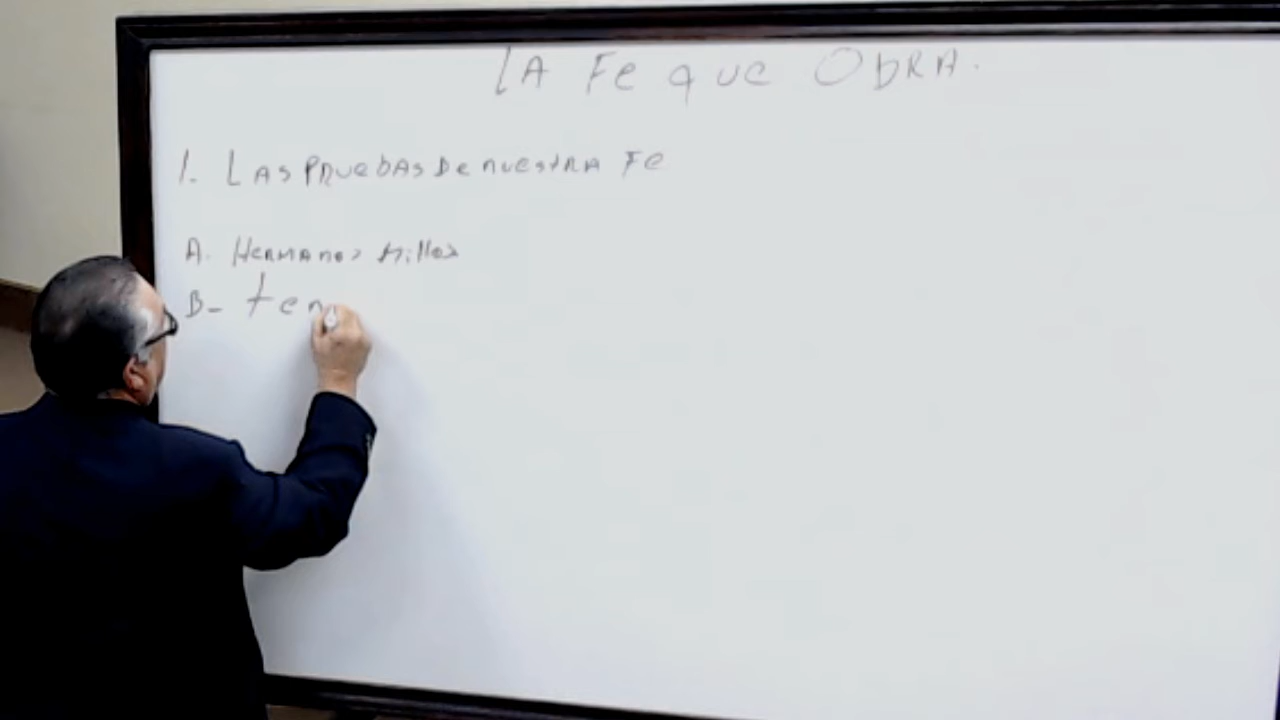 LA Fe que ObRA.
1. LAS PRUebAS De nuestRA Fe
A. HeRMAnos Míos
B- ten